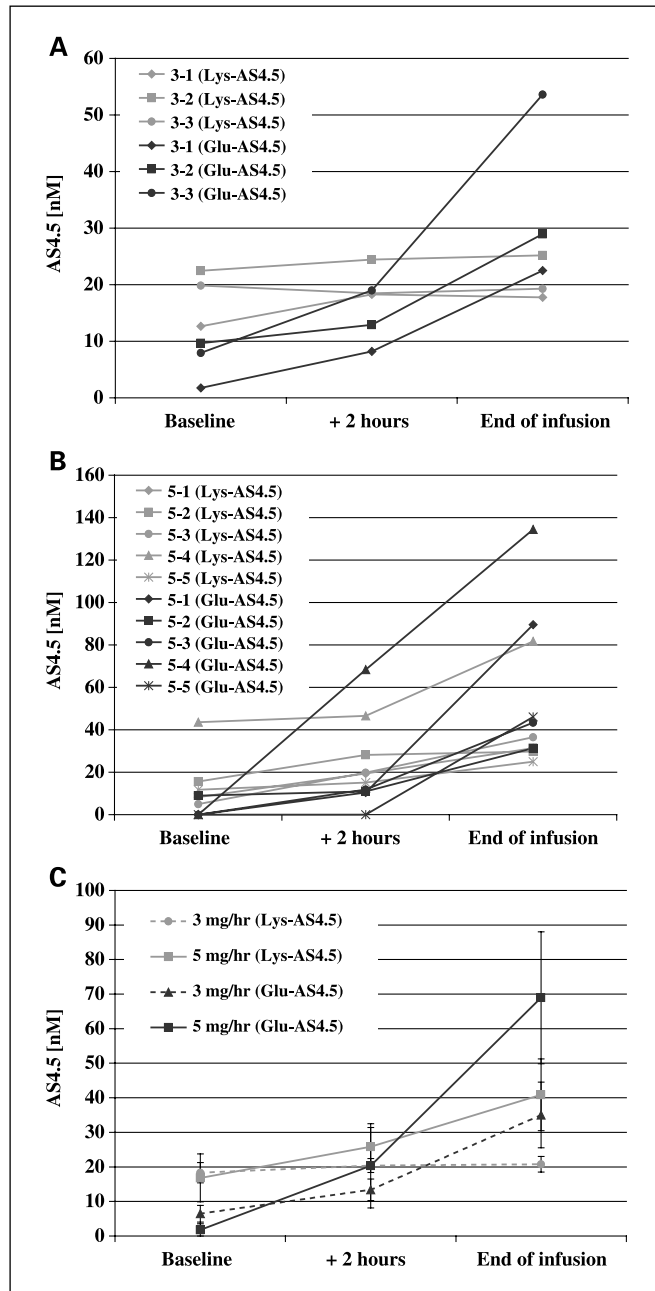 A
60
50
40
30
20
10
0
AS4.5 [nM]
3-1 (Lys-AS4.5)
3-2 (Lys-AS4.5)
3-3 (Lys-AS4.5)
3-1 (Glu-AS4.5)
3-2 (Glu-AS4.5)
3-3 (Glu-AS4.5)
Baseline + 2 hours End of infusion
B
160
140
120
100
80
60
40
20
0
AS4.5 [nM]
5-1 (Lys-AS4.5)
5-2 (Lys-AS4.5)
5-3 (Lys-AS4.5)
5-4 (Lys-AS4.5)
5-5 (Lys-AS4.5)
5-1 (Glu-AS4.5)
5-2 (Glu-AS4.5)
5-3 (Glu-AS4.5)
5-4 (Glu-AS4.5)
5-5 (Glu-AS4.5)
Baseline + 2 hours End of infusion
C
100
90
80
70
60
50
40
30
20
10
0
AS4.5 [nM]
3 mg/hr (Lys-AS4.5)
5 mg/hr (Lys-AS4.5)
3 mg/hr (Glu-AS4.5)
5 mg/hr (Glu-AS4.5)
Baseline + 2 hours End of infusion